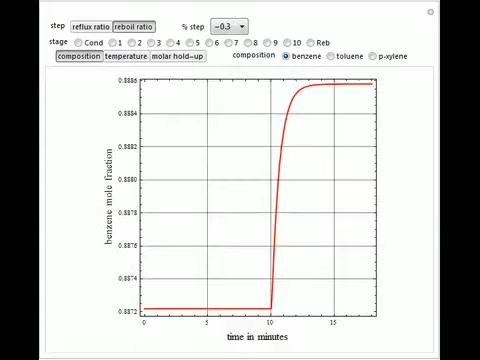 step reflux ratio reboil ratio % step −0.3
stage Cond 1 2 3 4 5 6 7 8 9 10 Reb
composition temperature molar hold-up composition benzene toluene p-xylene
0.8886
0.8884
0.8882
0.8880
0.8878
0.8876
0.8874
0.8872
benzene mole fraction
0 5 10 15
time in minutes